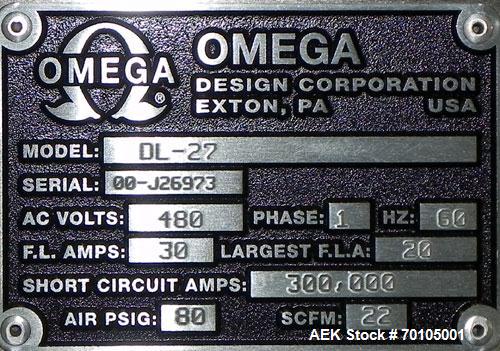 OMEGA ®
OMEGA
DESIGN CORPORATION
EXTON, PA USA
MODEL: DL-27
SERIAL: 00-J26973
AC VOLTS: 480 PHASE: 1 HZ: 60
F.L. AMPS: 30 LARGEST F.L.A: 20
SHORT CIRCUIT AMPS: 300,000
AIR PSIG: 80 SCFM: 22
AEK Stock # 70105001